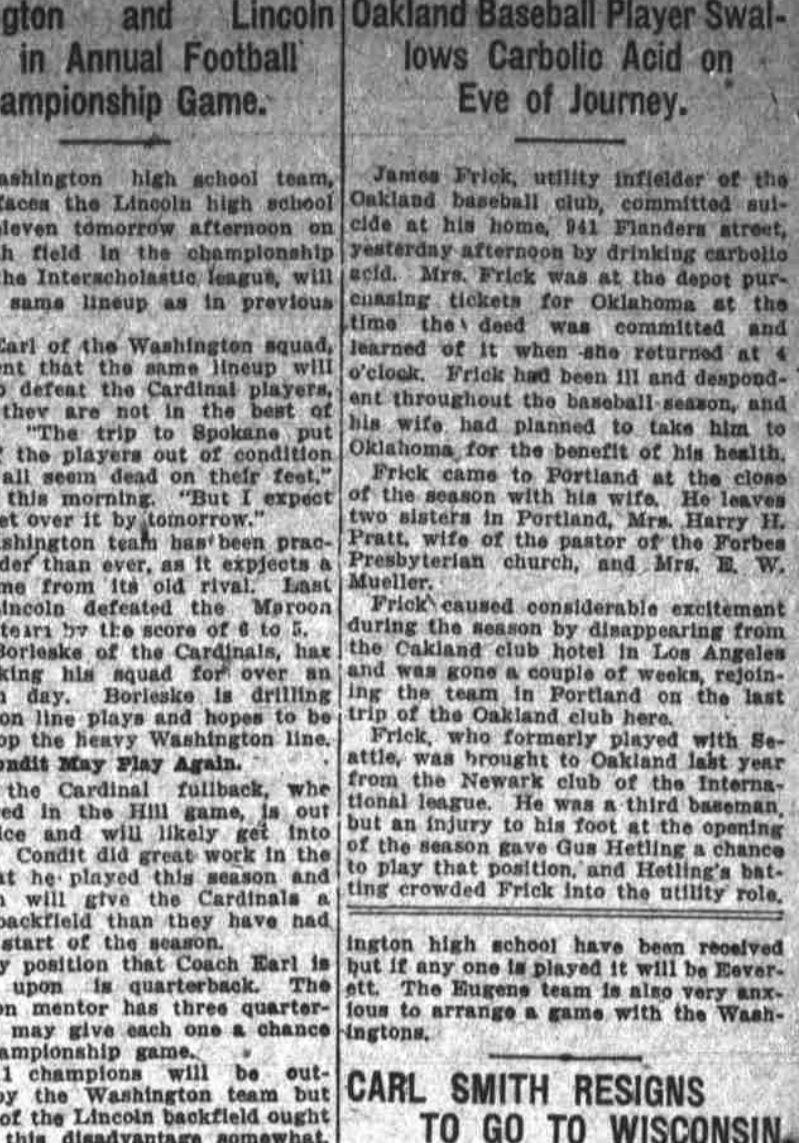 gton and Lincoln
in Annual Football
ampionship Game.
ashington high school team,
faces the Lincoln high school
eleven tomorrow afternoon on
h field in the championship
the Interscholastic league, will
same lineup as in previous
Earl of the Washington squad,
ent that the same lineup will
o defeat the Cardinal players,
they are not in the best of
"The trip to Spokane put
f the players out of condition
all seem dead on their feet,"
this morning. "But I expect
et over it by tomorrow."
ashington team has been prac-
der than ever, as it expjects a
me from its old rival. Last
Lincoln defeated the Maroon
team by the score of 6 to 5.
Borleske of the Cardinals, has
king his squad for over an
n day. Borleske is drilling
on line plays and hopes to be
op the heavy Washington line.
ondit May Play Again.
the Cardinal fullback, who
ed in the Hill game, is out
ice and will likely get into
Condit did great work in the
at he played this season and
n will give the Cardinals a
backfield than they have had
start of the season.
y position that Coach Earl is
upon is quarterback. The
on mentor has three quarter-
may give each one a chance
ampionship game.
1 champions will be out-
by the Washington team but
of the Lincoln backfield ought
this disadvantage somewhat.
Oakland Baseball Player Swal-
lows Carbolic Acid on
Eve of Journey.
James Frick, utility infielder of the
Oakland baseball club, committed sui-
cide at his home, 941 Flanders street,
yesterday afternoon by drinking carbolic
acid. Mrs. Frick was at the depot pur-
chasing tickets for Oklahoma at the
time the deed was committed and
learned of it when she returned at 4
o'clock. Frick had been ill and despond-
ent throughout the baseball season, and
his wife had planned to take him to
Oklahoma for the benefit of his health.
Frick came to Portland at the close
of the season with his wife. He leaves
two sisters in Portland, Mrs. Harry H.
Pratt, wife of the pastor of the Forbes
Presbyterian church, and Mrs. E. W.
Mueller.
Frick caused considerable excitement
during the season by disappearing from
the Oakland club hotel in Los Angeles
and was gone a couple of weeks, rejoin-
ing the team in Portland on the last
trip of the Oakland club here.
Frick, who formerly played with Se-
attle, was brought to Oakland last year
from the Newark club of the Interna-
tional league. He was a third baseman,
but an injury to his foot at the opening
of the season gave Gus Hetling a chance
to play that position, and Hetling's bat-
ting crowded Frick into the utility role.
ington high school have been received
but if any one is played it will be Eever-
ett. The Eugene team is also very anx-
ious to arrange a game with the Wash-
ingtons.
CARL SMITH RESIGNS
TO GO TO WISCONSIN